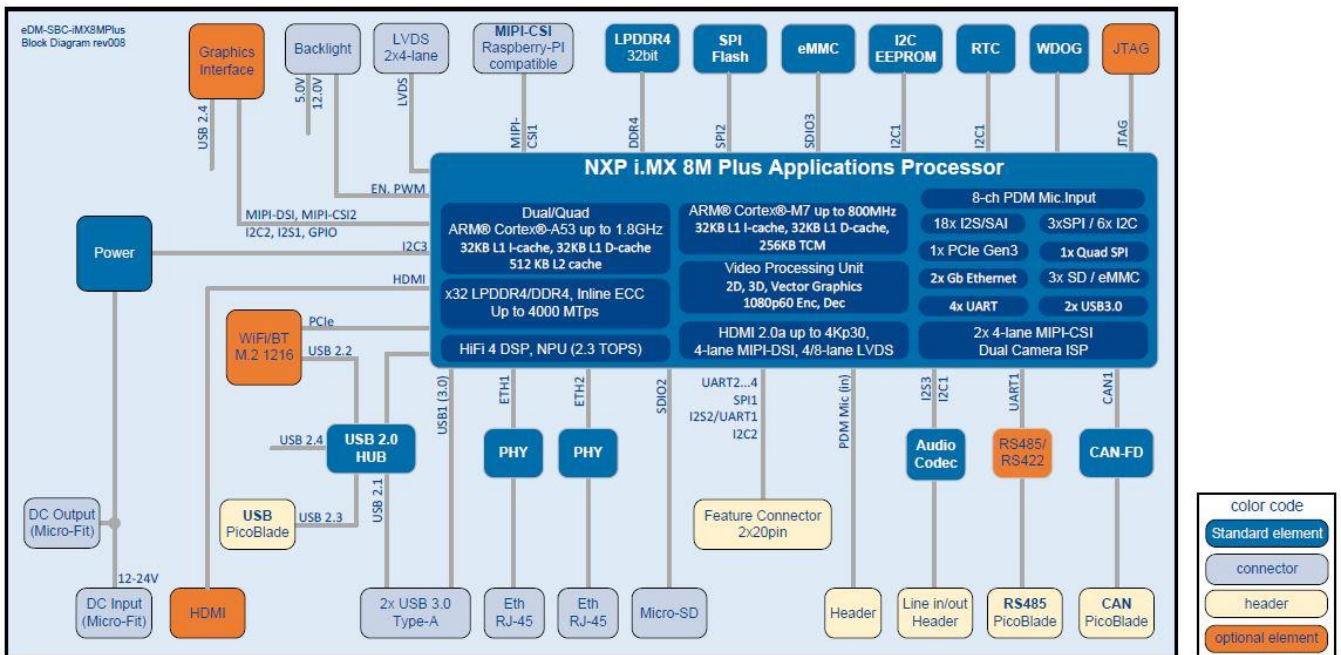 eDM-SBC-iMX8MPlus
Block Diagram rev008
Graphics
Interface
Backlight
LVDS
2x4-lane
MIPI-CSI
Raspberry-PI
compatible
LPDDR4
32bit
SPI
Flash
eMMC
I2C
EEPROM
RTC
WDOG
JTAG
USB 2.4
5.0V
12.0V
LVDS
MIPI-
CSI1
DDR4
SPI2
SDIO3
I2C1
I2C1
JTAG
NXP i.MX 8M Plus Applications Processor
EN. PWM
MIPI-DSI, MIPI-CSI2
I2C2, I2S1, GPIO
Power
I2C3
HDMI
Dual/Quad
ARM® Cortex®-A53 up to 1.8GHz
32KB L1 I-cache, 32KB L1 D-cache
512 KB L2 cache
x32 LPDDR4/DDR4, Inline ECC
Up to 4000 MTps
HiFi 4 DSP, NPU (2.3 TOPS)
ARM® Cortex®-M7 up to 800MHz
32KB L1 I-cache, 32KB L1 D-cache,
256KB TCM
Video Processing Unit
2D, 3D, Vector Graphics
1080p60 Enc, Dec
HDMI 2.0a up to 4Kp30,
4-lane MIPI-DSI, 4/8-lane LVDS
8-ch PDM Mic.Input
18x I2S/SAI
3xSPI / 6x I2C
1x PCIe Gen3
1x Quad SPI
2x Gb Ethernet
3x SD / eMMC
4x UART
2x USB3.0
2x 4-lane MIPI-CSI
Dual Camera ISP
WiFi/BT
M.2 1216
PCIe
USB 2.2
USB1 (3.0)
ETH1
ETH2
SDIO2
UART2...4
SPI1
I2S2/UART1
I2C2
PDM Mic (in)
I2S3
I2C1
UART1
CAN1
USB 2.4
USB 2.0
HUB
PHY
PHY
Audio
Codec
RS485/
RS422
CAN-FD
USB 2.1
DC Output
(Micro-Fit)
USB
PicoBlade
USB 2.3
Feature Connector
2x20pin
12-24V
DC Input
(Micro-Fit)
HDMI
2x USB 3.0
Type-A
Eth
RJ-45
Eth
RJ-45
Micro-SD
Header
Line in/out
Header
RS485
PicoBlade
CAN
PicoBlade
color code
Standard element
connector
header
optional element